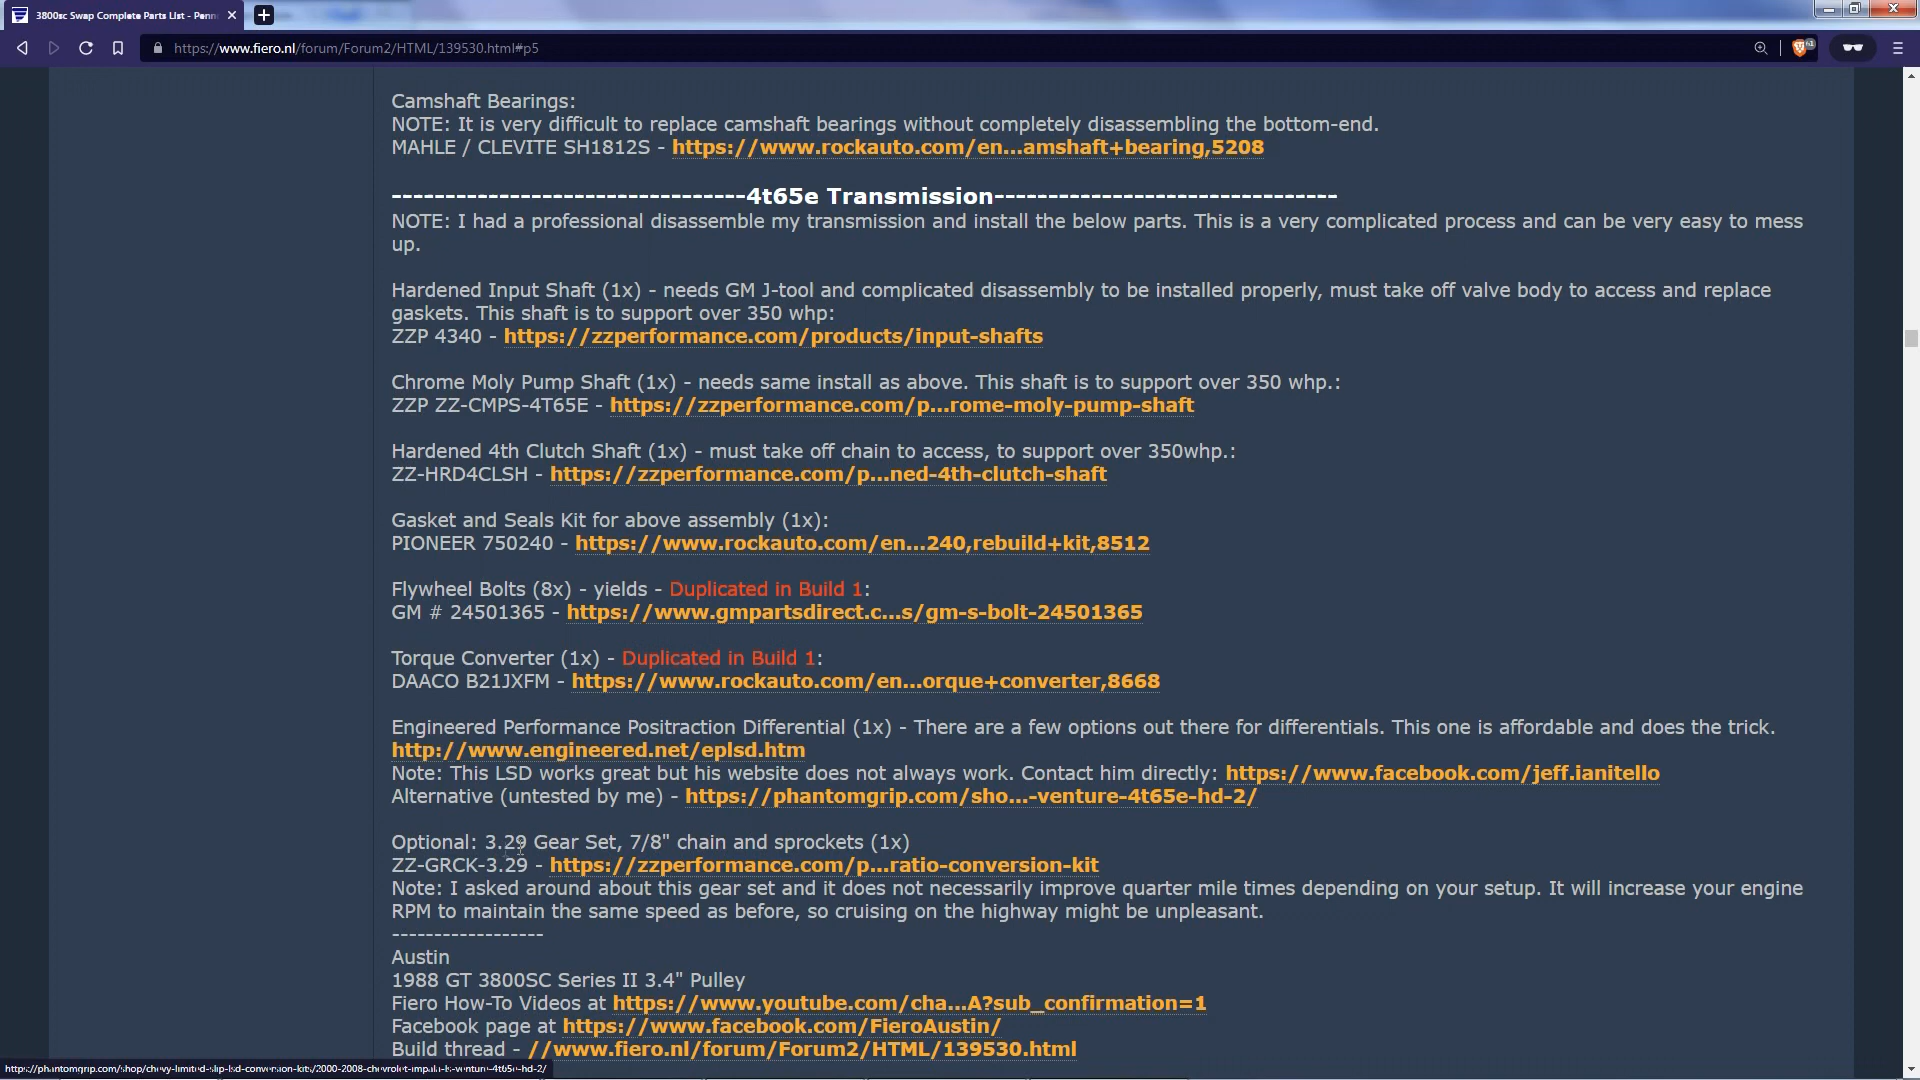 3800sc Swap Complete Parts List - Penn
https://www.fiero.nl/forum/Forum2/HTML/139530.html#p5
Camshaft Bearings:
NOTE: It is very difficult to replace camshaft bearings without completely disassembling the bottom-end.
MAHLE / CLEVITE SH1812S - https://www.rockauto.com/en...amshaft+bearing,5208
---------------------------------4t65e Transmission--------------------------------
NOTE: I had a professional disassemble my transmission and install the below parts. This is a very complicated process and can be very easy to mess
up.
Hardened Input Shaft (1x) - needs GM J-tool and complicated disassembly to be installed properly, must take off valve body to access and replace
gaskets. This shaft is to support over 350 whp:
ZZP 4340 - https://zzperformance.com/products/input-shafts
Chrome Moly Pump Shaft (1x) - needs same install as above. This shaft is to support over 350 whp.:
ZZP ZZ-CMPS-4T65E - https://zzperformance.com/p...rome-moly-pump-shaft
Hardened 4th Clutch Shaft (1x) - must take off chain to access, to support over 350whp.:
ZZ-HRD4CLSH - https://zzperformance.com/p...ned-4th-clutch-shaft
Gasket and Seals Kit for above assembly (1x):
PIONEER 750240 - https://www.rockauto.com/en...240,rebuild+kit,8512
Flywheel Bolts (8x) - yields - Duplicated in Build 1:
GM # 24501365 - https://www.gmpartsdirect.c...s/gm-s-bolt-24501365
Torque Converter (1x) - Duplicated in Build 1:
DAACO B21JXFM - https://www.rockauto.com/en...orque+converter,8668
Engineered Performance Positraction Differential (1x) - There are a few options out there for differentials. This one is affordable and does the trick.
http://www.engineered.net/eplsd.htm
Note: This LSD works great but his website does not always work. Contact him directly: https://www.facebook.com/jeff.ianitello
Alternative (untested by me) - https://phantomgrip.com/sho...-venture-4t65e-hd-2/
Optional: 3.29 Gear Set, 7/8" chain and sprockets (1x)
ZZ-GRCK-3.29 - https://zzperformance.com/p...ratio-conversion-kit
Note: I asked around about this gear set and it does not necessarily improve quarter mile times depending on your setup. It will increase your engine
RPM to maintain the same speed as before, so cruising on the highway might be unpleasant.
------------------
Austin
1988 GT 3800SC Series II 3.4" Pulley
Fiero How-To Videos at https://www.youtube.com/cha...A?sub_confirmation=1
Facebook page at https://www.facebook.com/FieroAustin/
Build thread - //www.fiero.nl/forum/Forum2/HTML/139530.html
https://phantomgrip.com/shop/chevy-limited-slip-lsd-conversion-kits/2000-2008-chevrolet-impala-ls-venture-4t65e-hd-2/